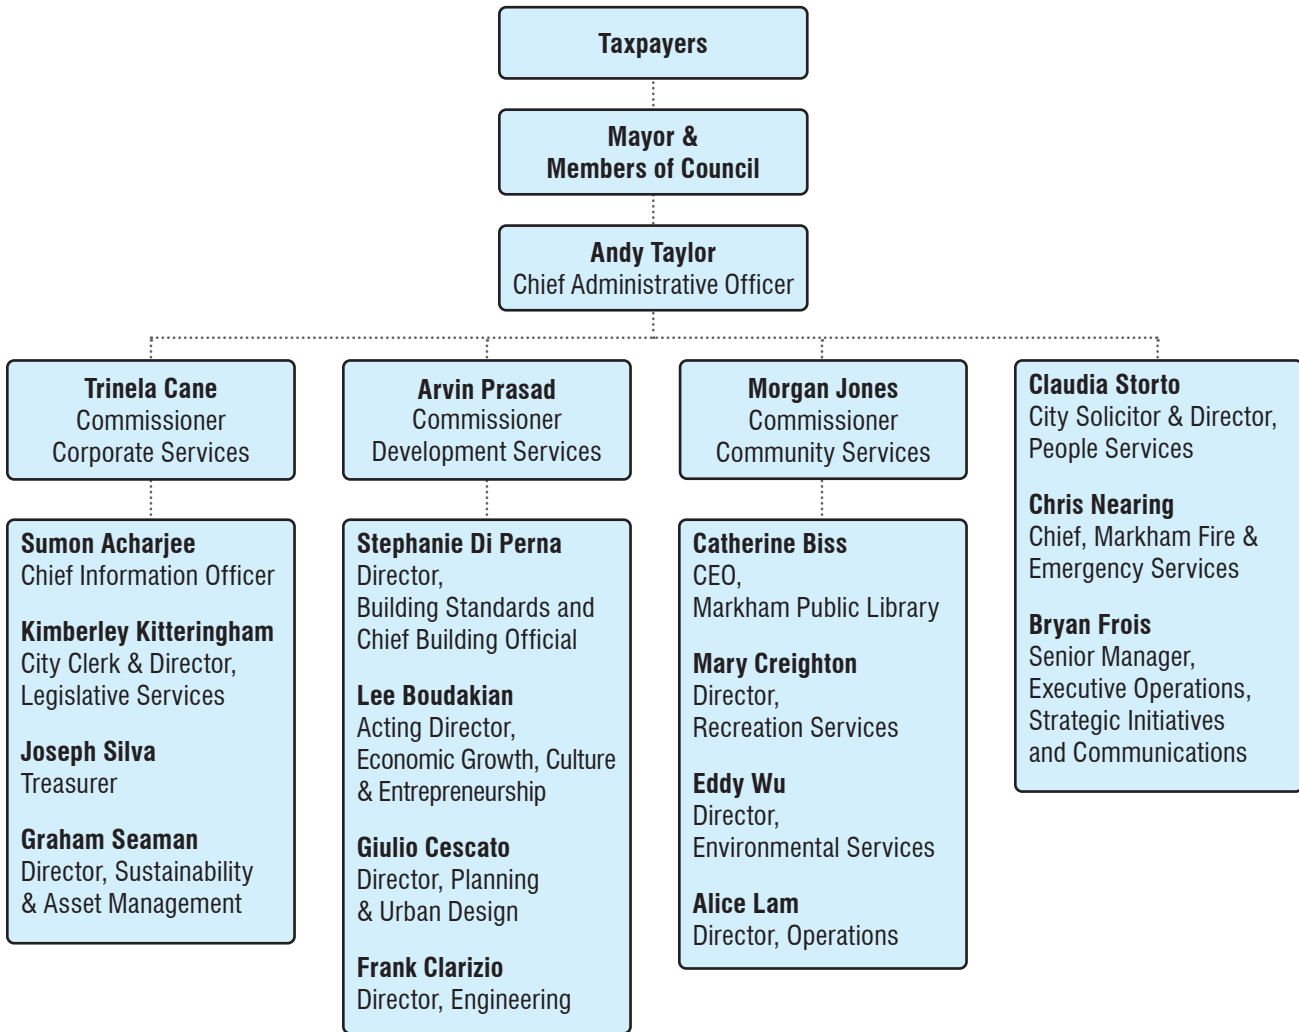 Taxpayers
Mayor &
Members of Council
Andy Taylor
Chief Administrative Officer
Trinela Cane
Commissioner
Corporate Services
Sumon Acharjee
Chief Information Officer
Kimberley Kitteringham
City Clerk & Director,
Legislative Services
Joseph Silva
Treasurer
Graham Seaman
Director, Sustainability
& Asset Management
Arvin Prasad
Commissioner
Development Services
Stephanie Di Perna
Director,
Building Standards and
Chief Building Official
Lee Boudakian
Acting Director,
Economic Growth, Culture
& Entrepreneurship
Giulio Cescato
Director, Planning
& Urban Design
Frank Clarizio
Director, Engineering
Morgan Jones
Commissioner
Community Services
Catherine Biss
CEO,
Markham Public Library
Mary Creighton
Director,
Recreation Services
Eddy Wu
Director,
Environmental Services
Alice Lam
Director, Operations
Claudia Storto
City Solicitor & Director,
People Services
Chris Nearing
Chief, Markham Fire &
Emergency Services
Bryan Frois
Senior Manager,
Executive Operations,
Strategic Initiatives
and Communications